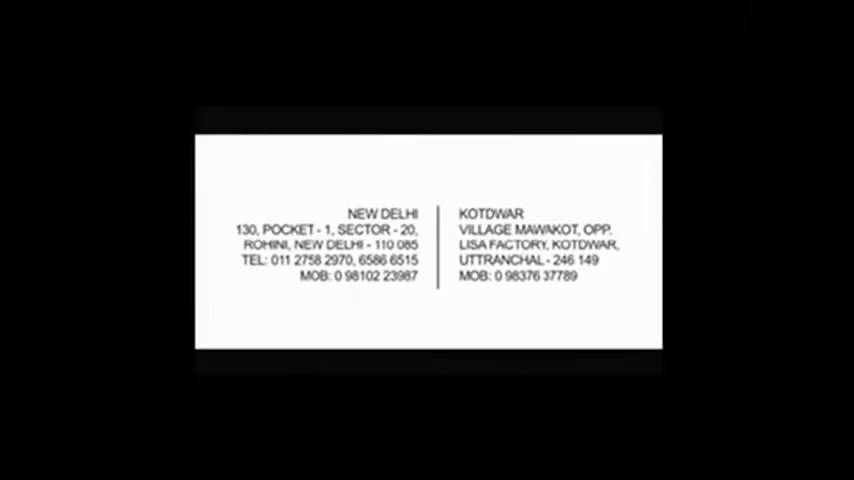 NEW DELHI
130, POCKET - 1, SECTOR - 20,
ROHINI, NEW DELHI - 110 085
TEL: 011 2758 2970, 6586 6515
MOB: 0 98102 23987
KOTDWAR
VILLAGE MAWAKOT, OPP.
LISA FACTORY, KOTDWAR,
UTTRANCHAL - 246 149
MOB: 0 98376 37789